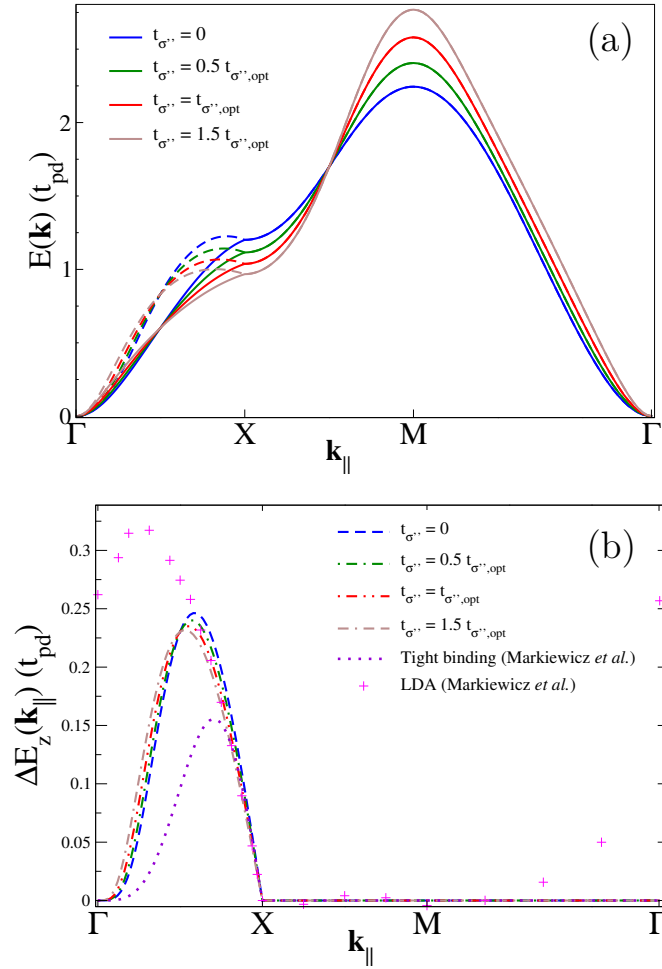 (a)
t_σ'' = 0
t_σ'' = 0.5 t_σ'',opt
t_σ'' = t_σ'',opt
t_σ'' = 1.5 t_σ'',opt
E(k) (t_pd)
2
1
0
Γ
X
M
Γ
k_||
(b)
t_σ'' = 0
t_σ'' = 0.5 t_σ'',opt
t_σ'' = t_σ'',opt
t_σ'' = 1.5 t_σ'',opt
Tight binding (Markiewicz et al.)
LDA (Markiewicz et al.)
ΔE_z(k_||) (t_pd)
0.3
0.25
0.2
0.15
0.1
0.05
0
Γ
X
M
Γ
k_||